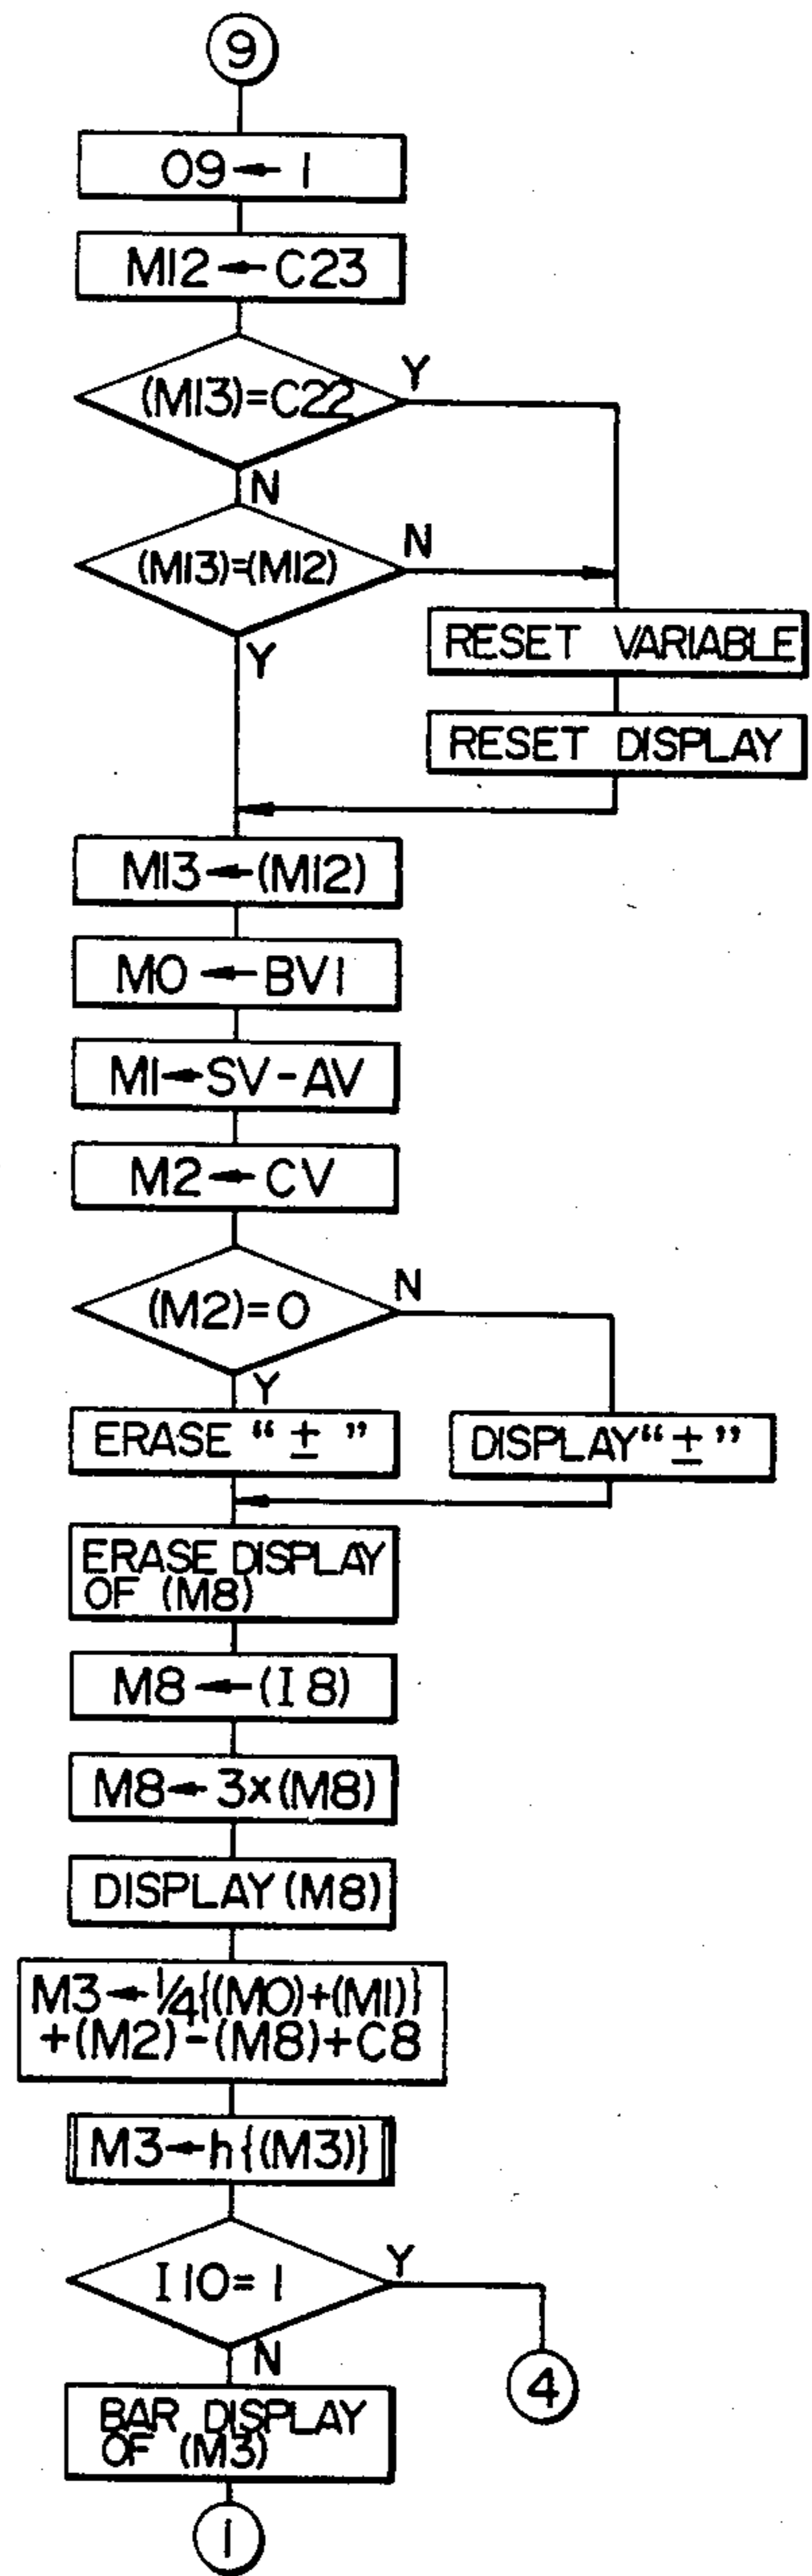 9
O9←1
M12←C23
(M13)=C22
Y
N
(M13)=(M12)
N
Y
RESET VARIABLE
RESET DISPLAY
M13←(M12)
M0←BV1
M1←SV-AV
M2←CV
(M2)=0
N
Y
ERASE “±”
DISPLAY“±”
ERASE DISPLAY
OF (M8)
M8←(I8)
M8←3x(M8)
DISPLAY(M8)
M3←1/4{(M0)+(M1)}
+(M2)-(M8)+C8
M3←h{(M3)}
I10=1
Y
N
4
BAR DISPLAY
OF (M3)
1